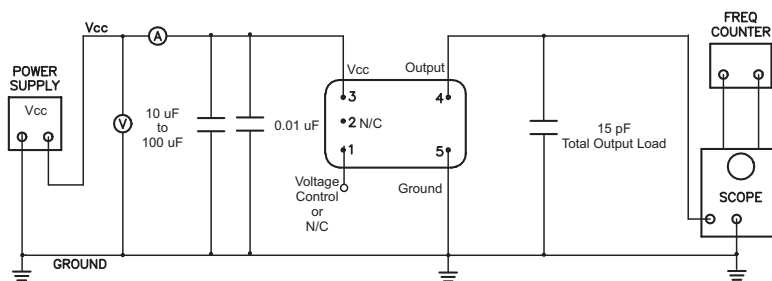 FREQ
COUNTER
Vcc
A
POWER
SUPPLY
Vcc
V
10 uF
to
100 uF
0.01 uF
Vcc
Output
3
4
2 N/C
1
5
Voltage
Control
or
N/C
Ground
15 pF
Total Output Load
SCOPE
GROUND